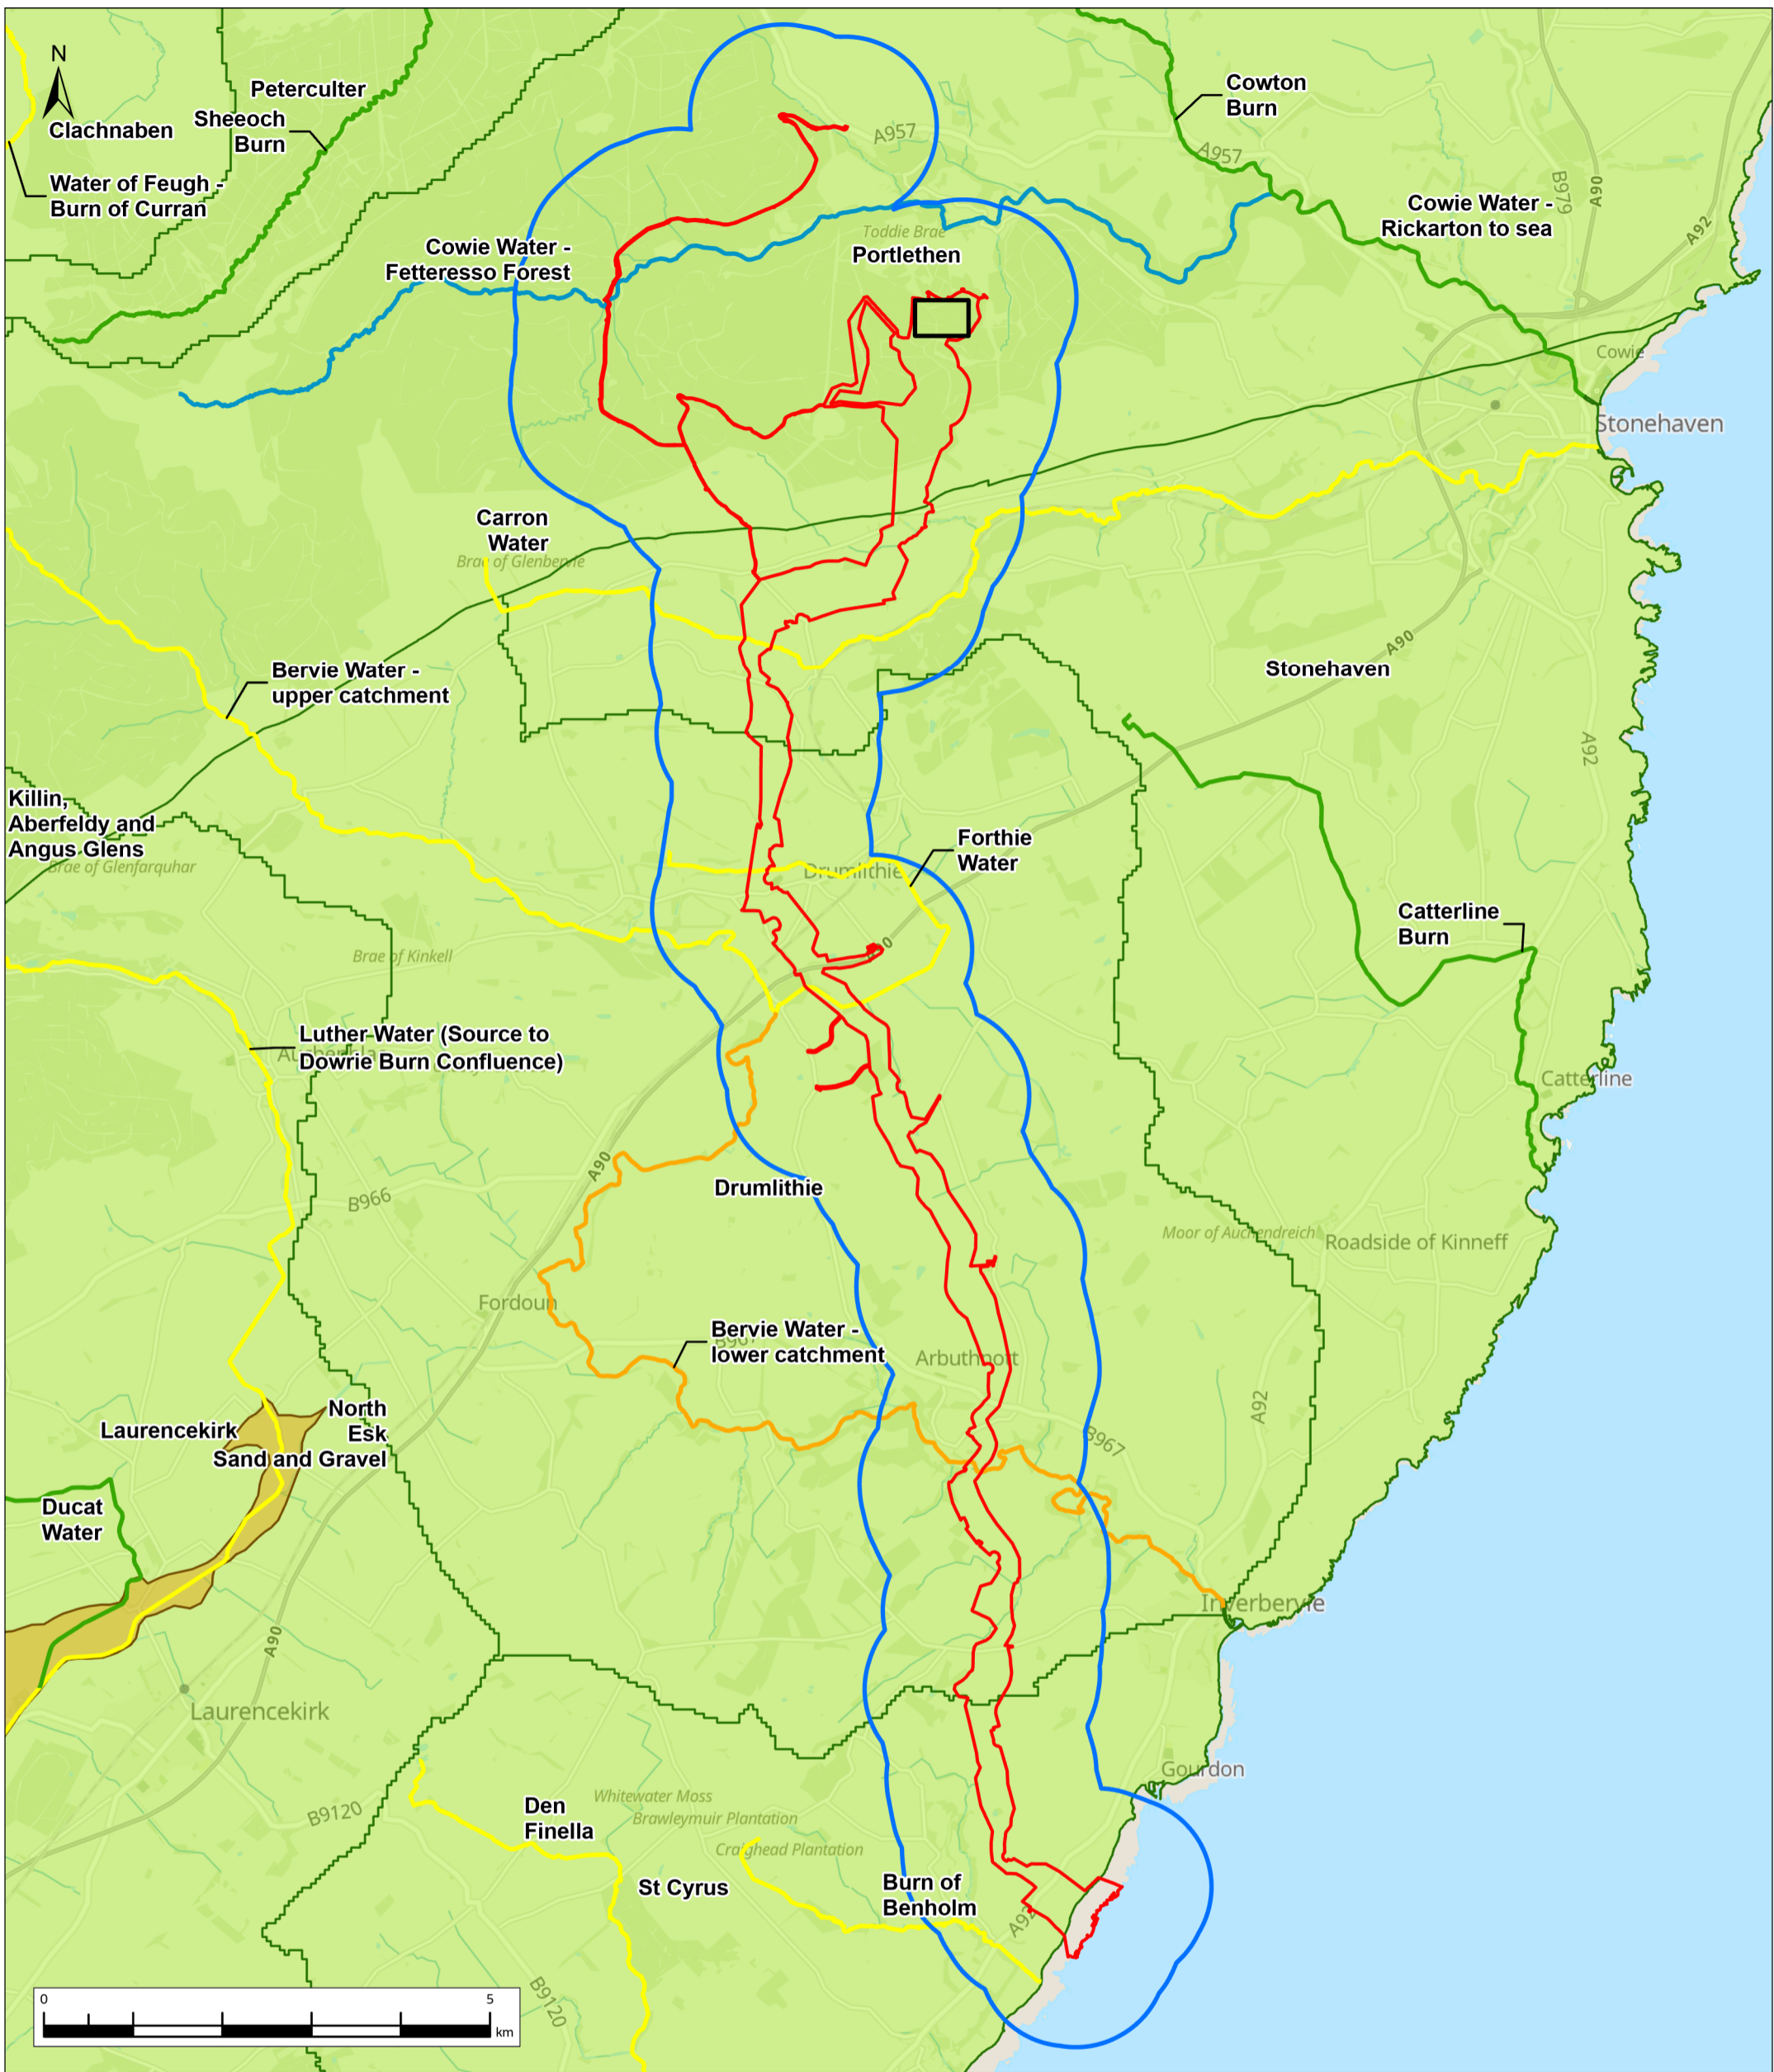 N
Clachnaben
Peterculter
Sheeoch
Burn
Water of Feugh -
Burn of Curran
A957
Cowton
Burn
A957
B979
A90
A92
Cowie Water -
Rickarton to sea
Cowie Water -
Fetteresso Forest
Toddie Brae
Portlethen
Cowie
Stonehaven
Carron
Water
Brae of Glenbervie
Bervie Water -
upper catchment
A90
Stonehaven
A92
Killin,
Aberfeldy and
Angus Glens
Brae of Glenfarquhar
Forthie
Water
Drumlithie
Catterline
Burn
Brae of Kinkell
Luther Water (Source to
Dowrie Burn Confluence)
Catterline
A90
B966
Drumlithie
Moor of Auchendreich
Roadside of Kinneff
Fordoun
Bervie Water -
lower catchment
B967
Arbuthnott
A92
B967
North
Esk
Sand and Gravel
Laurencekirk
Ducat
Water
Inverbervie
A90
Laurencekirk
Gourdon
B9120
Den
Finella
Whitewater Moss
Brawleymuir Plantation
Craighead Plantation
St Cyrus
Burn of
Benholm
A92
B9120
0
5
km